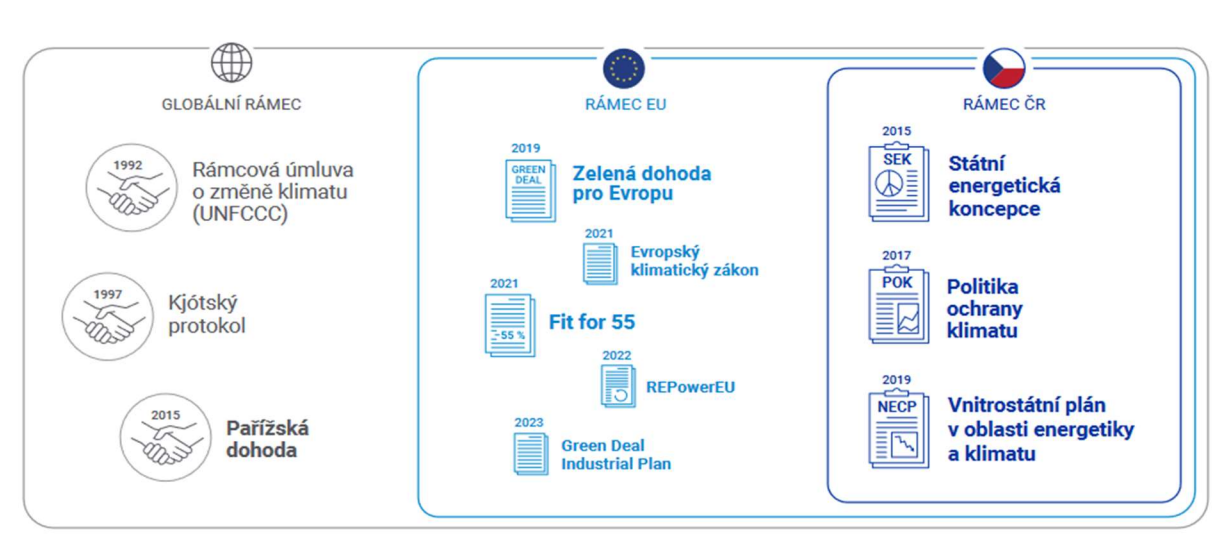 GLOBÁLNÍ RÁMEC
1992
Rámcová úmluva
o změně klimatu
(UNFCCC)
1997
Kjótský
protokol
2015
Pařížská
dohoda
RÁMEC EU
2019
GREEN
DEAL
Zelená dohoda
pro Evropu
2021
Evropský
klimatický zákon
2021
-55 %
Fit for 55
2022
REPowerEU
2023
Green Deal
Industrial Plan
RÁMEC ČR
2015
SEK
Státní
energetická
koncepce
2017
POK
Politika
ochrany
klimatu
2019
NECP
Vnitrostátní plán
v oblasti energetiky
a klimatu